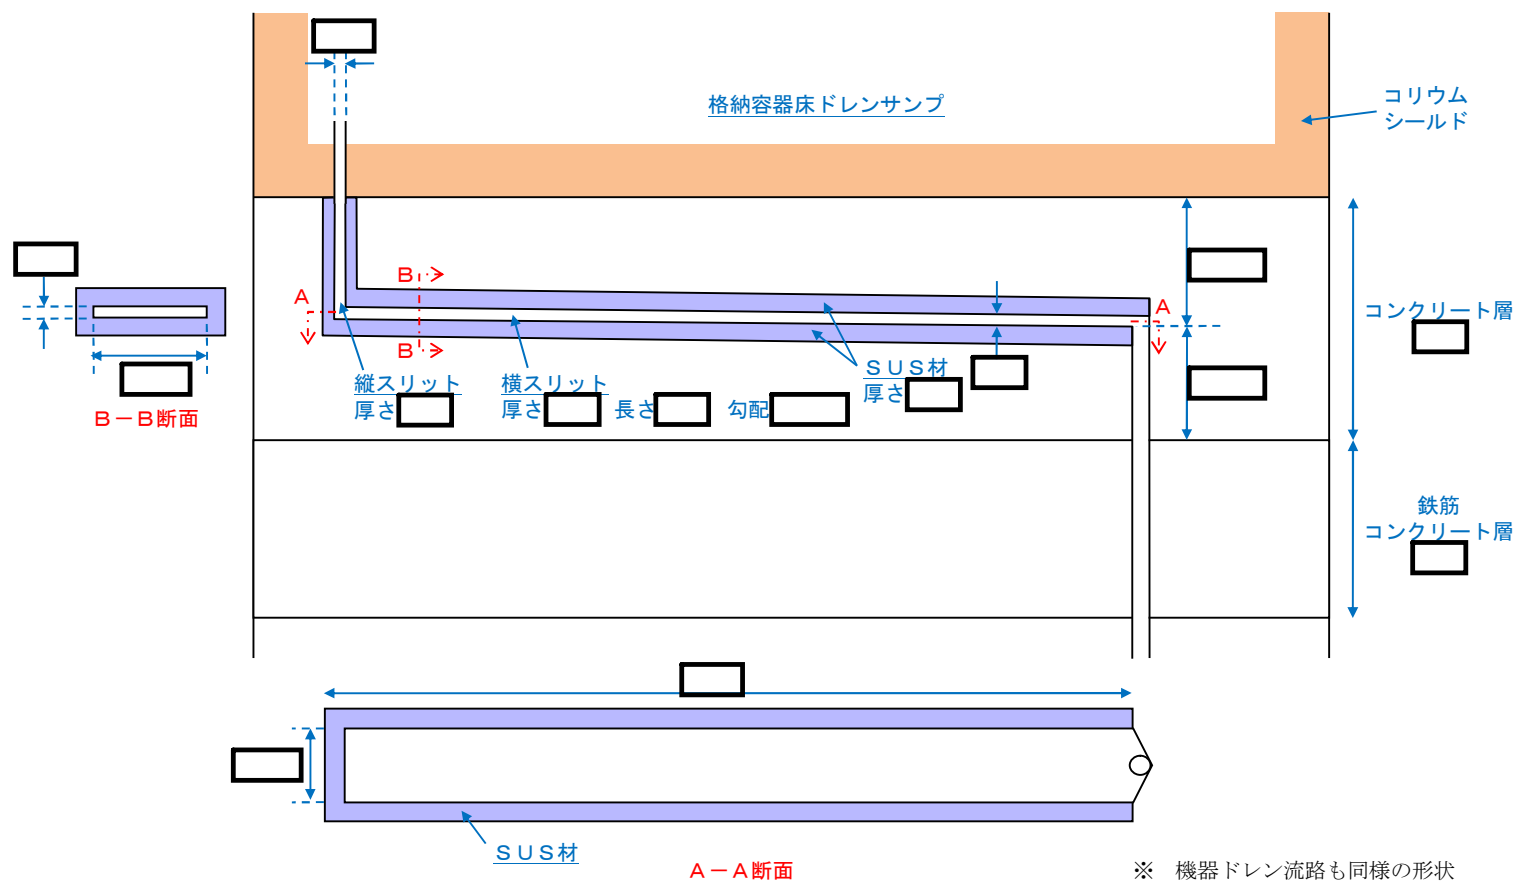 格納容器床ドレンサンプ
コリウム
シールド
A
B
B
A
コンクリート層
SUS材
厚さ
縦スリット
厚さ
横スリット
厚さ 長さ 勾配
B－B断面
鉄筋
コンクリート層
SUS材
A－A断面
※ 機器ドレン流路も同様の形状